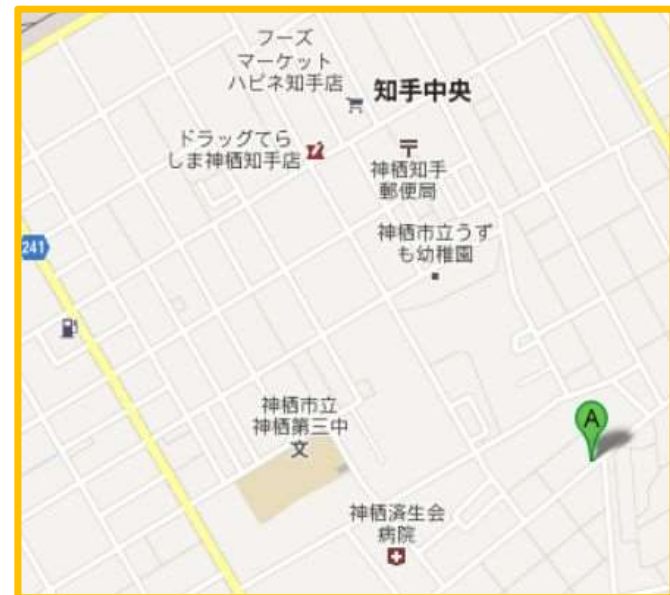 フーズ
マーケット
ハピネ知手店
知手中央
ドラッグてら
しま神栖知手店
神栖知手
郵便局
神栖市立うず
も幼稚園
241
神栖市立
神栖第三中
文
A
神栖済生会
病院